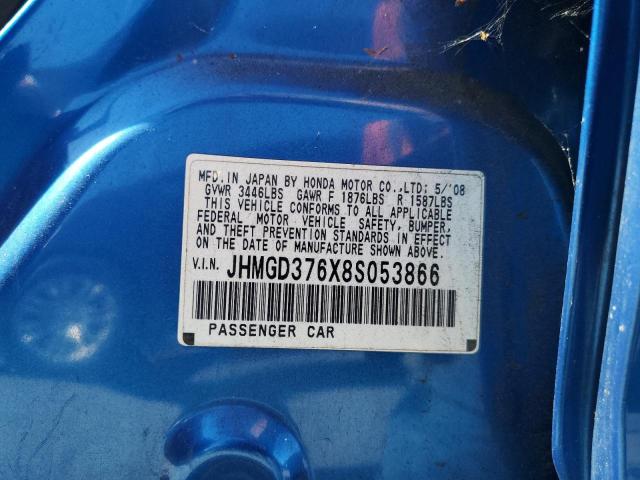 MFD.IN JAPAN BY HONDA MOTOR CO.,LTD; 5/'08
GVWR 3446LBS GAWR F 1876LBS R 1587LBS
THIS VEHICLE CONFORMS TO ALL APPLICABLE
FEDERAL MOTOR VEHICLE SAFETY, BUMPER,
AND THEFT PREVENTION STANDARDS IN EFFECT
ON THE DATE OF MANUFACTURE SHOWN ABOVE.
V.I.N. JHMGD376X8S053866
PASSENGER CAR